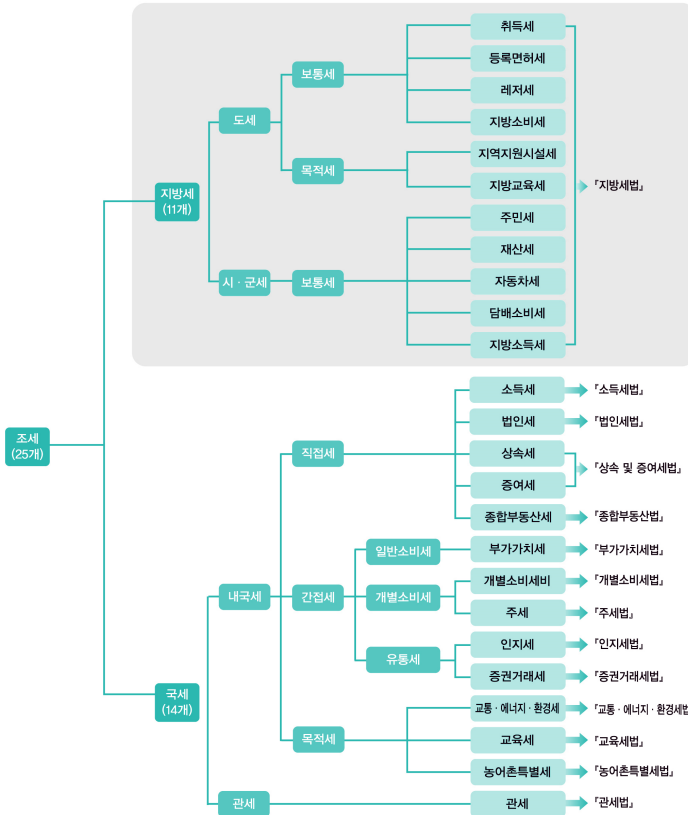 조세
(25개)
지방세
(11개)
도세
보통세
취득세
등록면허세
레저세
지방소비세
목적세
지역지원시설세
지방교육세
시 · 군세
보통세
주민세
재산세
자동차세
담배소비세
지방소득세
『지방세법』
국세
(14개)
내국세
직접세
소득세
『소득세법』
법인세
『법인세법』
상속세
증여세
『상속 및 증여세법』
종합부동산세
『종합부동산법』
간접세
일반소비세
부가가치세
『부가가치세법』
개별소비세
개별소비세비
『개별소비세법』
주세
『주세법』
유통세
인지세
『인지세법』
증권거래세
『증권거래세법』
목적세
교통 · 에너지 · 환경세
『교통 · 에너지 · 환경세법
교육세
『교육세법』
농어촌특별세
『농어촌특별세법』
관세
관세
『관세법』